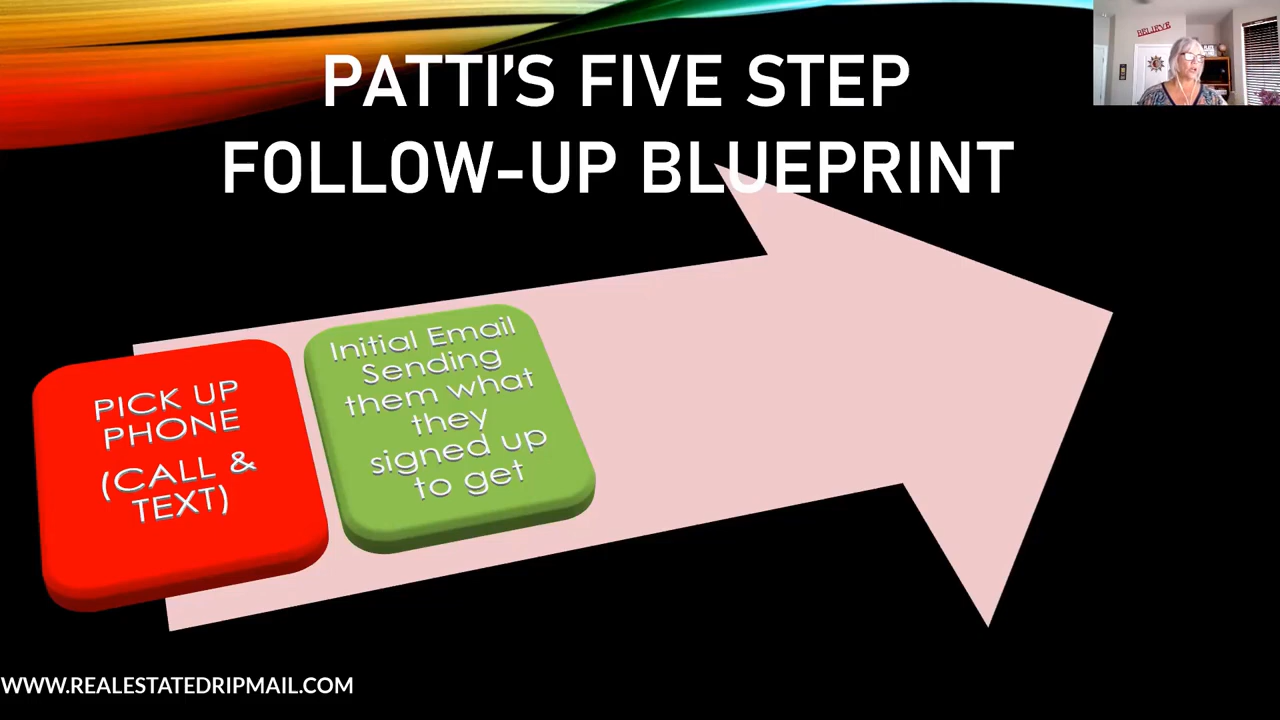 BELIEVE
PATTI'S FIVE STEP
FOLLOW-UP BLUEPRINT
PICK UP
PHONE
(CALL &
TEXT)
Initial Email
Sending
them what
they
signed up
to get
WWW.REALESTATEDRIPMAIL.COM